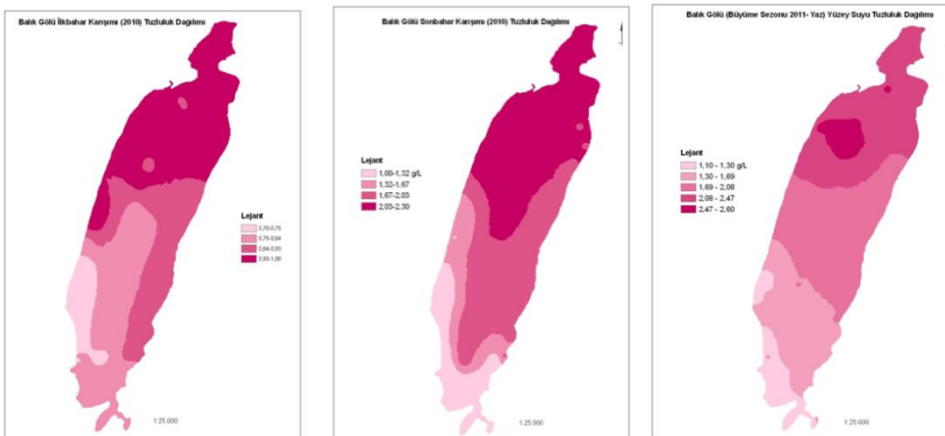 Balık Gölü İlkbahar Karışımı (2010) Tuzluluk Dağılımı
Lejant
0,70-0,75
0,75-0,84
0,84-0,93
0,93-1,00
1:25.000
Balık Gölü Sonbahar Karışımı (2010) Tuzluluk Dağılımı
Lejant
1,00-1,32 g/L
1,32-1,67
1,67-2,03
2,03-2,30
1:25.000
Balık Gölü (Büyüme Sezonu 2011- Yaz) Yüzey Suyu Tuzluluk Dağılımı
Lejant
1,10 - 1,30 g/L
1,30 - 1,69
1,69 - 2,08
2,08 - 2,47
2,47 - 2,60
1:25.000